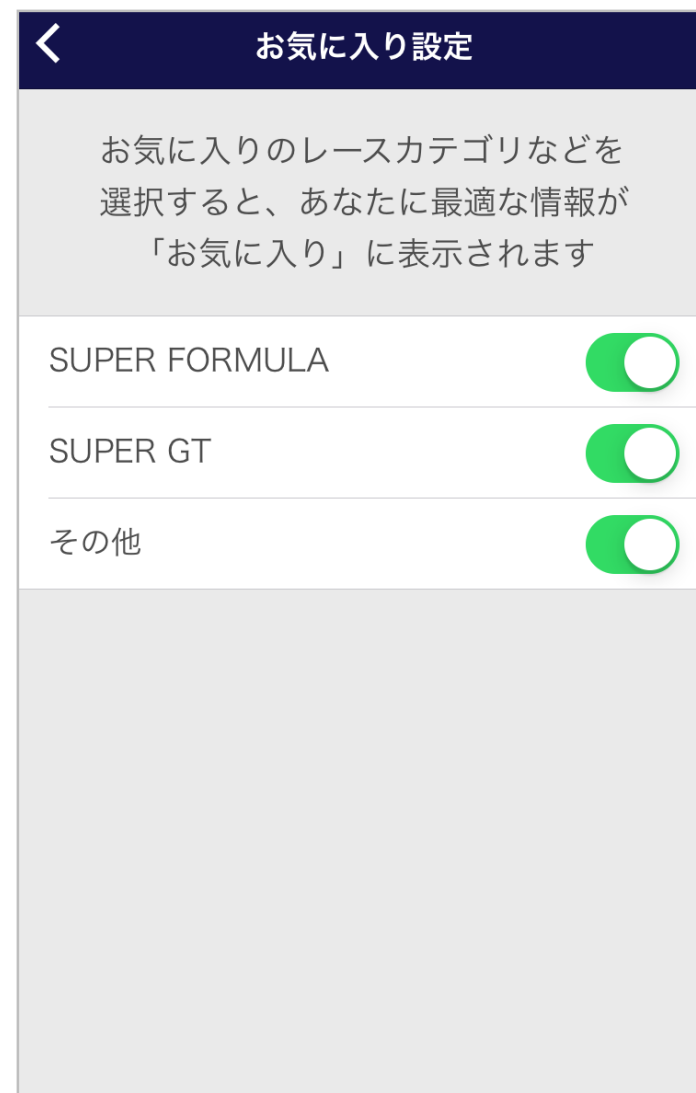 お気に入り設定
お気に入りのレースカテゴリなどを
選択すると、あなたに最適な情報が
「お気に入り」に表示されます
SUPER FORMULA
SUPER GT
その他